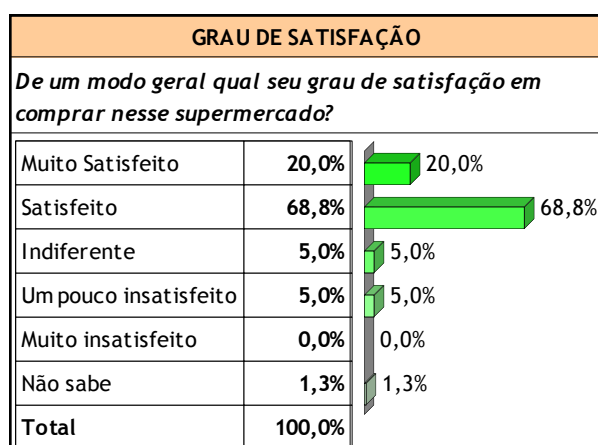 GRAU DE SATISFAÇÃO
De um modo geral qual seu grau de satisfação em
comprar nesse supermercado?
Muito Satisfeito 20,0% 20,0%
Satisfeito 68,8% 68,8%
Indiferente 5,0% 5,0%
Um pouco insatisfeito 5,0% 5,0%
Muito insatisfeito 0,0% 0,0%
Não sabe 1,3% 1,3%
Total 100,0%